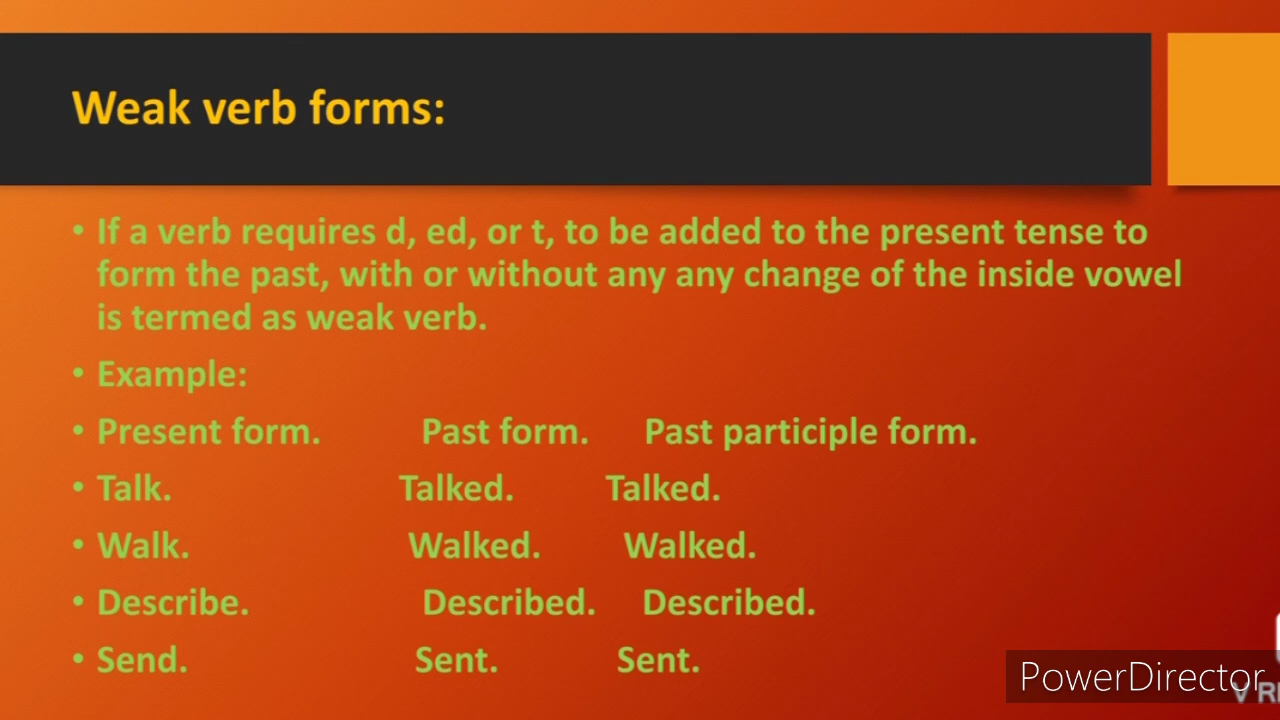 Weak verb forms:
• If a verb requires d, ed, or t, to be added to the present tense to
form the past, with or without any any change of the inside vowel
is termed as weak verb.
• Example:
• Present form. Past form. Past participle form.
• Talk. Talked. Talked.
• Walk. Walked. Walked.
• Describe. Described. Described.
• Send. Sent. Sent.
PowerDirector